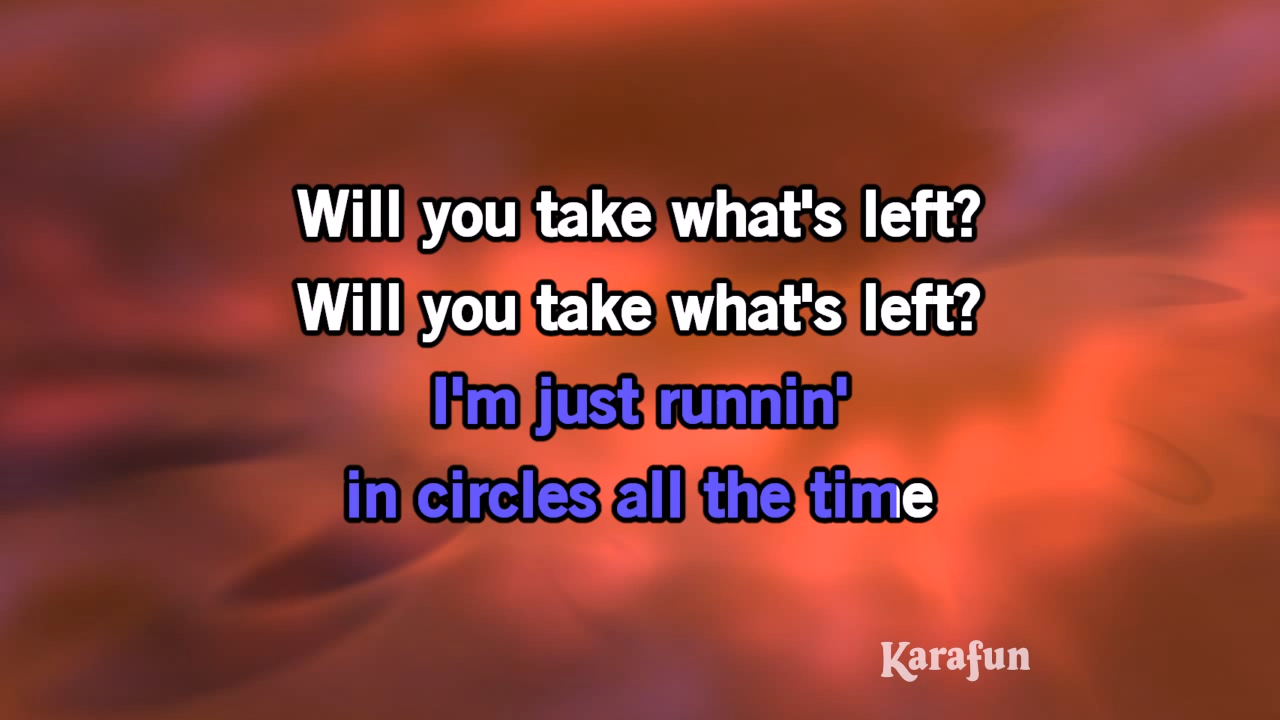 Will you take what's left?
Will you take what's left?
I'm just runnin'
in circles all the time
Karafun